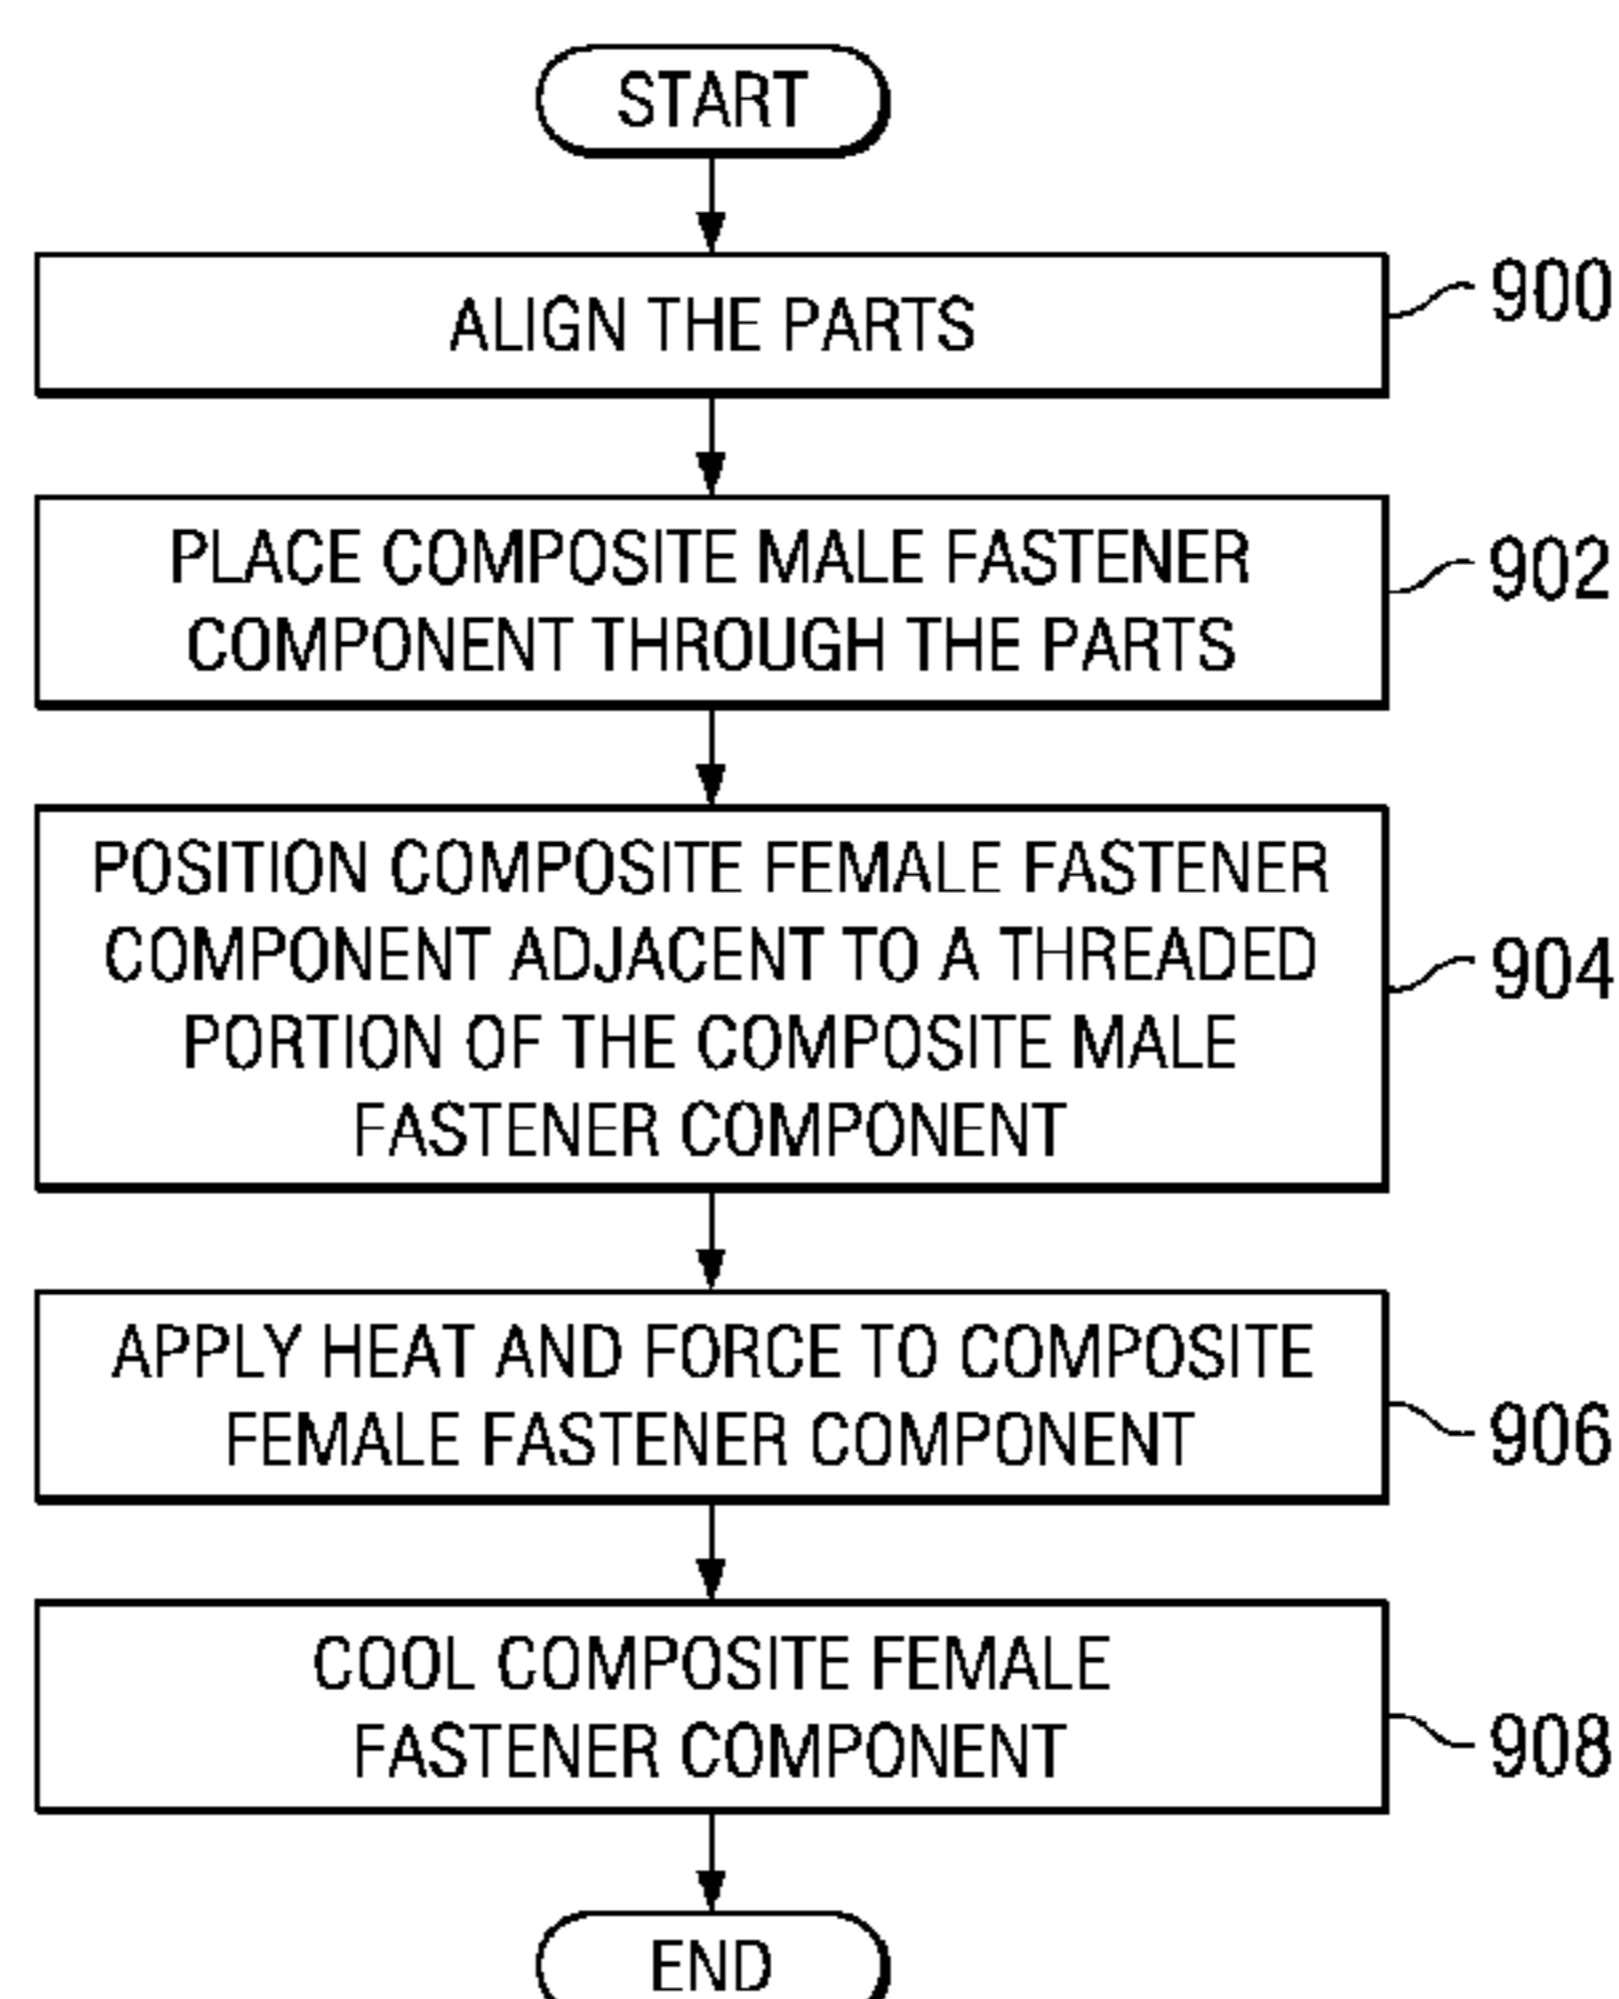 START
ALIGN THE PARTS
900
PLACE COMPOSITE MALE FASTENER
COMPONENT THROUGH THE PARTS
902
POSITION COMPOSITE FEMALE FASTENER
COMPONENT ADJACENT TO A THREADED
PORTION OF THE COMPOSITE MALE
FASTENER COMPONENT
904
APPLY HEAT AND FORCE TO COMPOSITE
FEMALE FASTENER COMPONENT
906
COOL COMPOSITE FEMALE
FASTENER COMPONENT
908
END